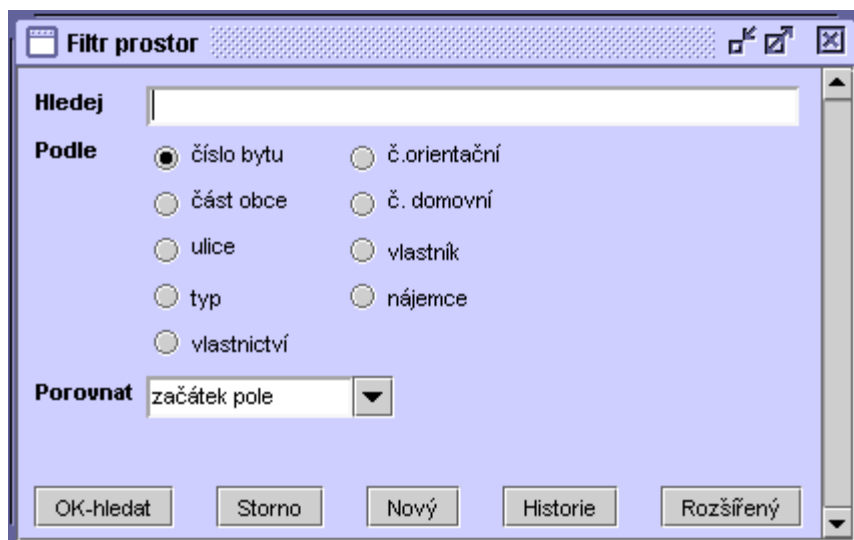 Filtr prostor
Hledej
Podle
číslo bytu č.orientační
část obce č. domovní
ulice vlastník
typ nájemce
vlastnictví
Porovnat začátek pole
OK-hledat Storno Nový Historie Rozšířený